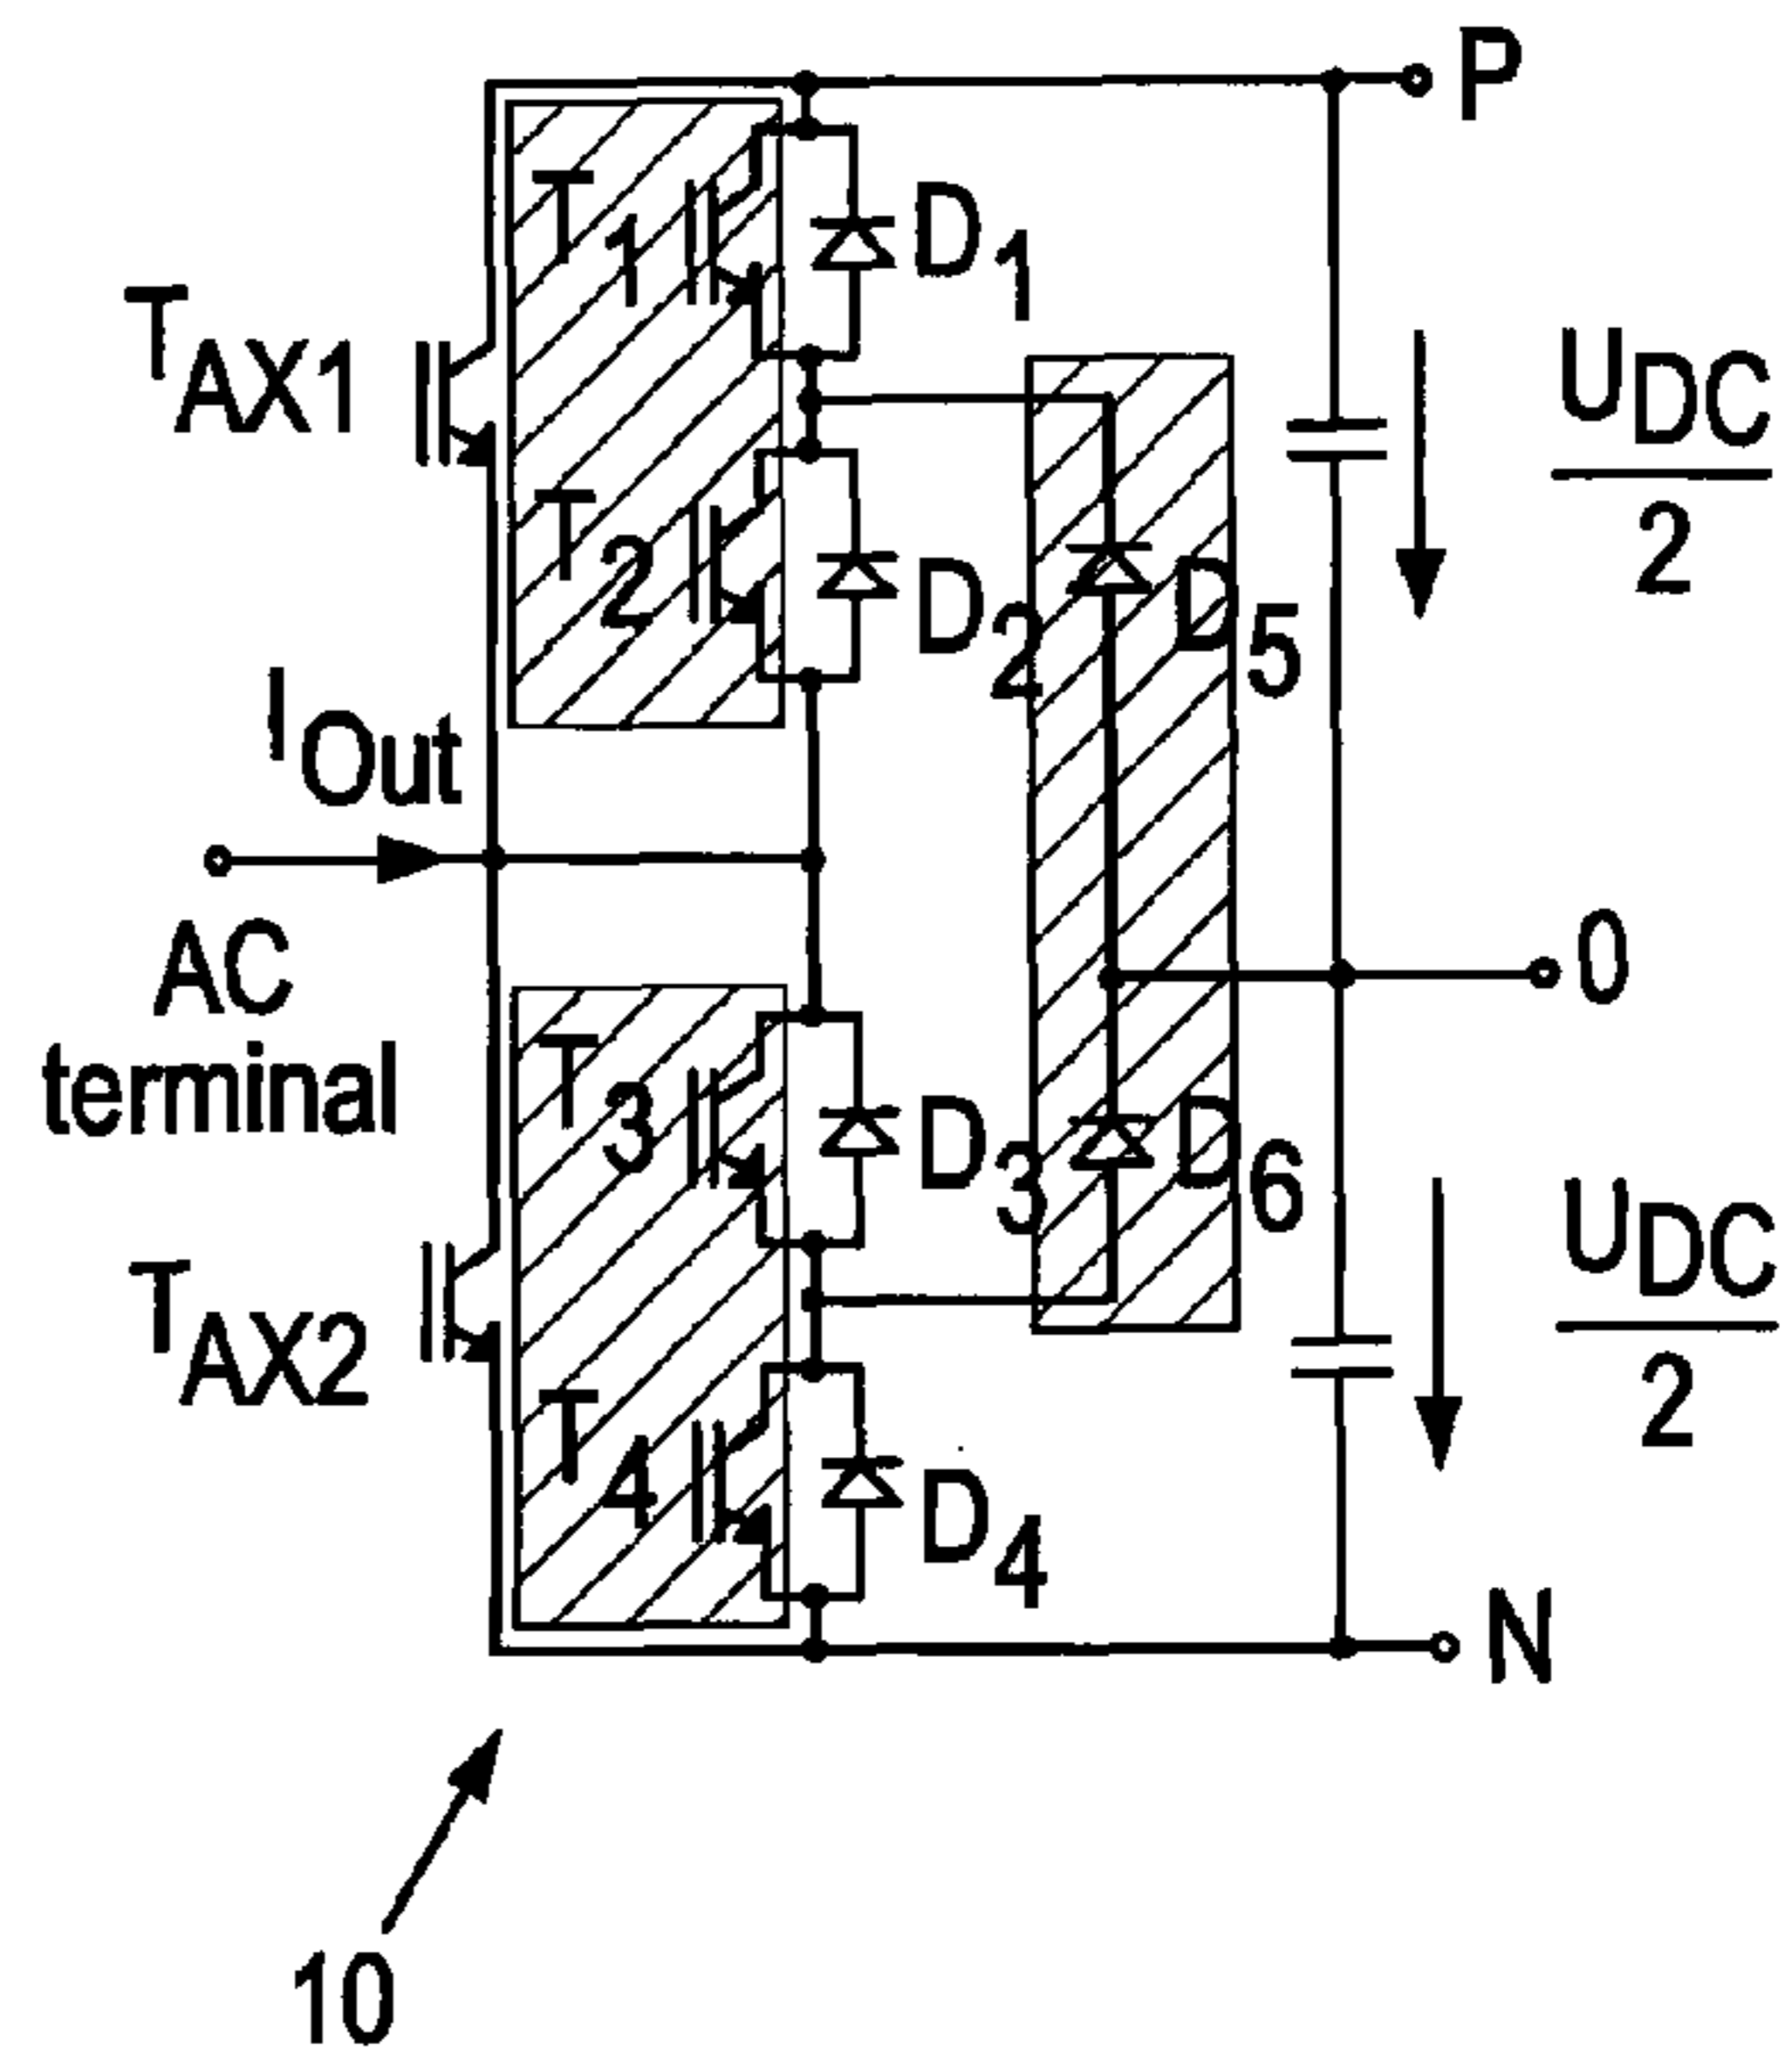 P
T1
D1
TAX1
UDC
2
T2
D2
D5
IOut
AC
terminal
0
T3
D3
D6
TAX2
UDC
2
T4
D4
N
10